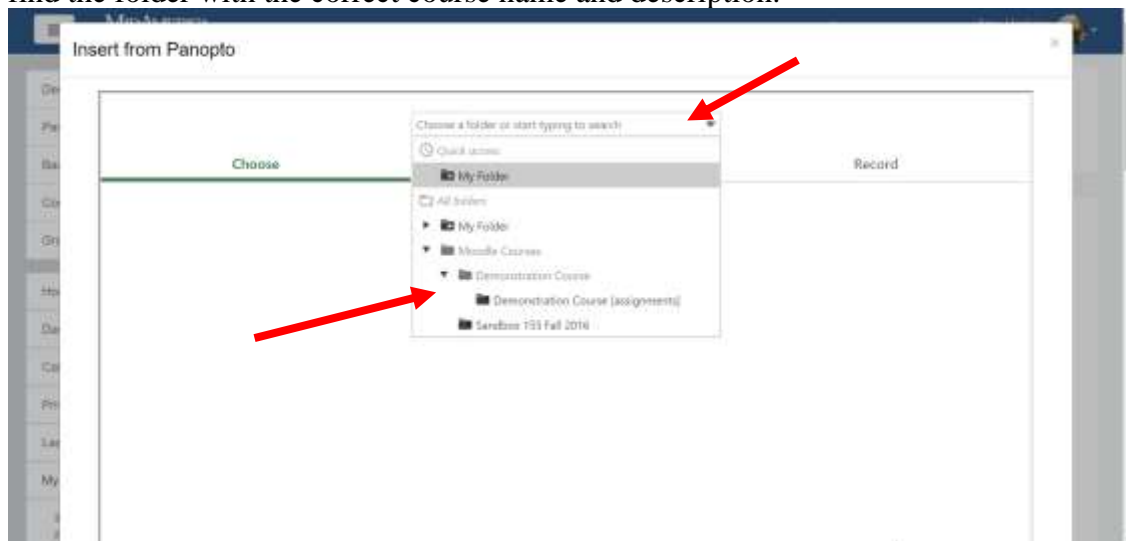 find the folder with the correct course name and description.
Insert from Panopto
×
Choose a folder or start typing to search
Choose
Quick access
Record
My Folder
All folders
My Folder
Moodle Courses
Demonstration Course
Demonstration Course [assignments]
Sandbox 155 Fall 2016
My